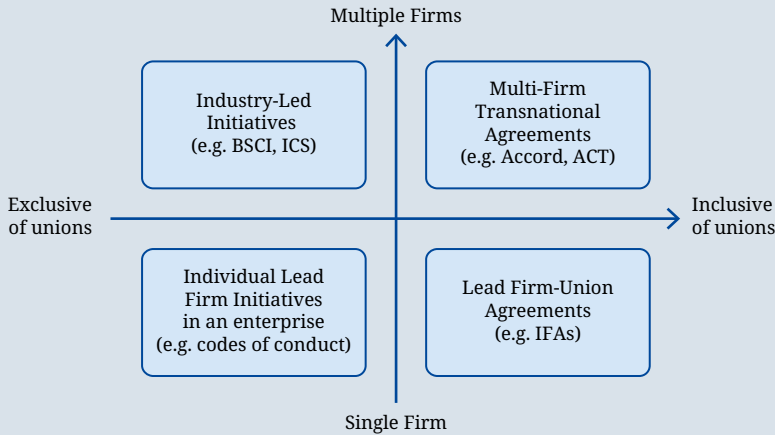 Multiple Firms
Industry-Led
Initiatives
(e.g. BSCI, ICS)
Multi-Firm
Transnational
Agreements
(e.g. Accord, ACT)
Exclusive
of unions
Inclusive
of unions
Individual Lead
Firm Initiatives
in an enterprise
(e.g. codes of conduct)
Lead Firm-Union
Agreements
(e.g. IFAs)
Single Firm